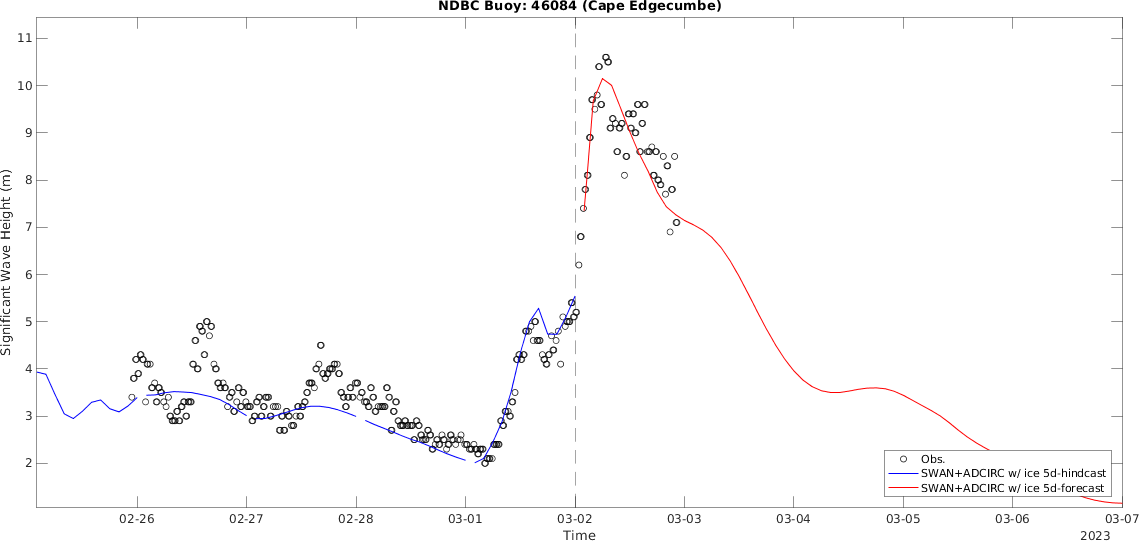 NDBC Buoy: 46084 (Cape Edgecumbe)
Significant Wave Height (m)
11
10
9
8
7
6
5
4
3
2
Obs.
SWAN+ADCIRC w/ ice 5d-hindcast
SWAN+ADCIRC w/ ice 5d-forecast
02-26 02-27 02-28 03-01 03-02 03-03 03-04 03-05 03-06 03-07
Time
2023